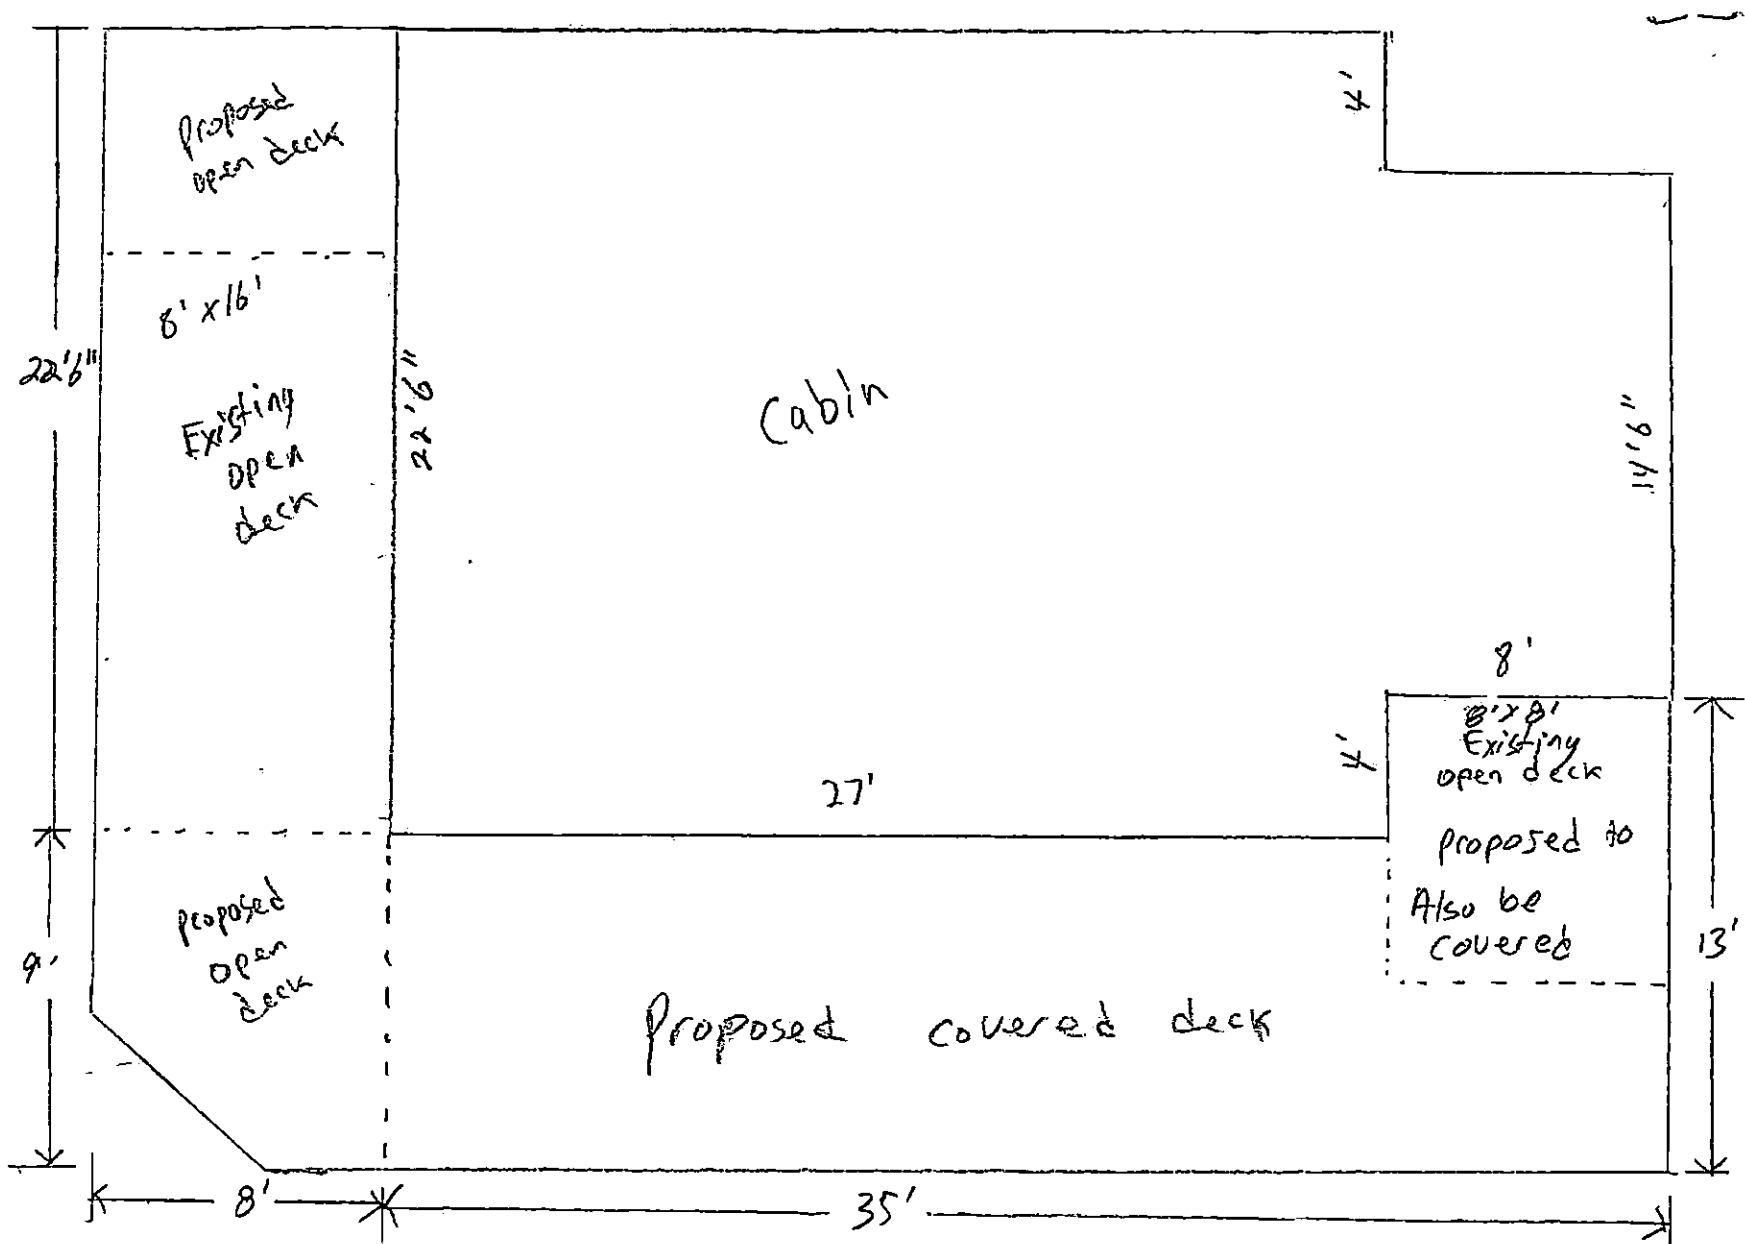 proposed
open deck
4'
8' x 16'
22'6"
22'6"
Existing
open
deck
Cabin
14'6"
8'
8' x 8'
Existing
open deck
4'
27'
proposed to
Also be
covered
proposed
open
deck
9'
13'
Proposed covered deck
8'
35'